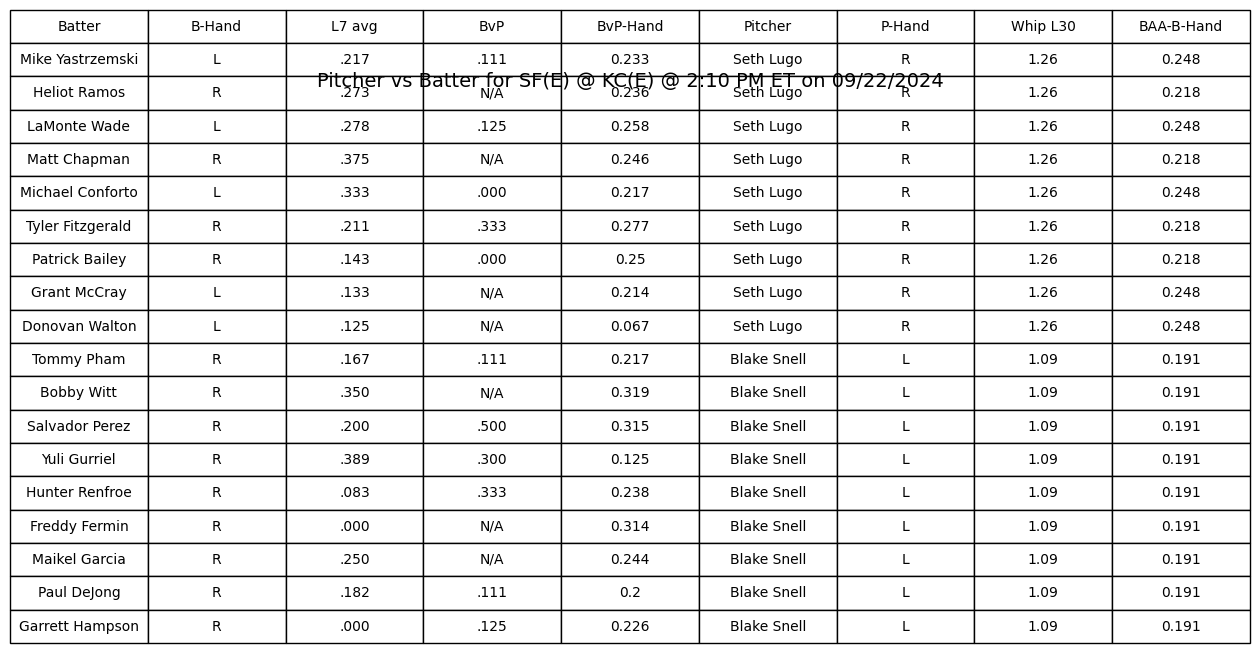 Batter B-Hand L7 avg BvP BvP-Hand Pitcher P-Hand Whip L30 BAA-B-Hand
Mike Yastrzemski L .217 .111 0.233 Seth Lugo R 1.26 0.248
Pitcher vs Batter for SF(E) @ KC(E) @ 2:10 PM ET on 09/22/2024
Heliot Ramos R .273 N/A 0.236 Seth Lugo R 1.26 0.218
LaMonte Wade L .278 .125 0.258 Seth Lugo R 1.26 0.248
Matt Chapman R .375 N/A 0.246 Seth Lugo R 1.26 0.218
Michael Conforto L .333 .000 0.217 Seth Lugo R 1.26 0.248
Tyler Fitzgerald R .211 .333 0.277 Seth Lugo R 1.26 0.218
Patrick Bailey R .143 .000 0.25 Seth Lugo R 1.26 0.218
Grant McCray L .133 N/A 0.214 Seth Lugo R 1.26 0.248
Donovan Walton L .125 N/A 0.067 Seth Lugo R 1.26 0.248
Tommy Pham R .167 .111 0.217 Blake Snell L 1.09 0.191
Bobby Witt R .350 N/A 0.319 Blake Snell L 1.09 0.191
Salvador Perez R .200 .500 0.315 Blake Snell L 1.09 0.191
Yuli Gurriel R .389 .300 0.125 Blake Snell L 1.09 0.191
Hunter Renfroe R .083 .333 0.238 Blake Snell L 1.09 0.191
Freddy Fermin R .000 N/A 0.314 Blake Snell L 1.09 0.191
Maikel Garcia R .250 N/A 0.244 Blake Snell L 1.09 0.191
Paul DeJong R .182 .111 0.2 Blake Snell L 1.09 0.191
Garrett Hampson R .000 .125 0.226 Blake Snell L 1.09 0.191